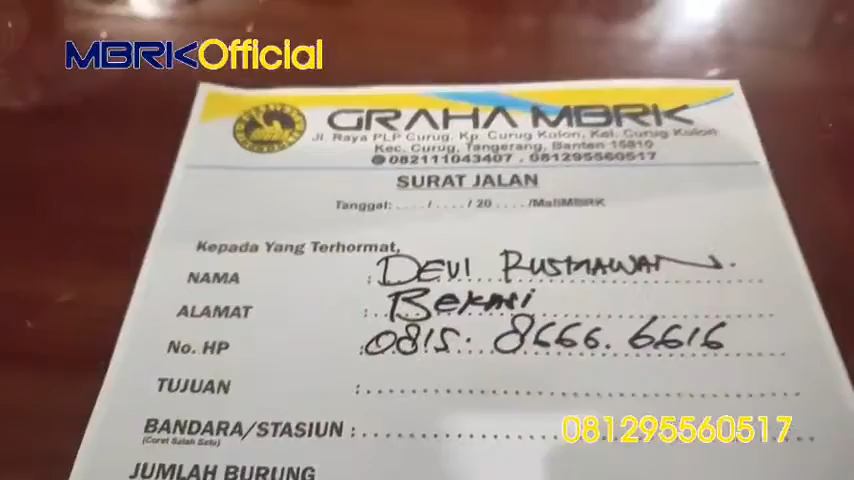 MBRKOfficial
GRAHA MBRK
Jl. Raya PLP Curug, Kp. Curug Kulon, Kel. Curug Kulon
Kec. Curug, Tangerang, Banten 15810
082111043407 , 081295560517
SURAT JALAN
Tanggal: ..../..../ 20 ..../MafiMBRK
Kepada Yang Terhormat,
NAMA : DEVI RUSMAWAN.
ALAMAT : BEKASI
No. HP : 0815. 8666. 6616
TUJUAN :
BANDARA/STASIUN :
(Coret Salah Satu)
081295560517
JUMLAH BURUNG